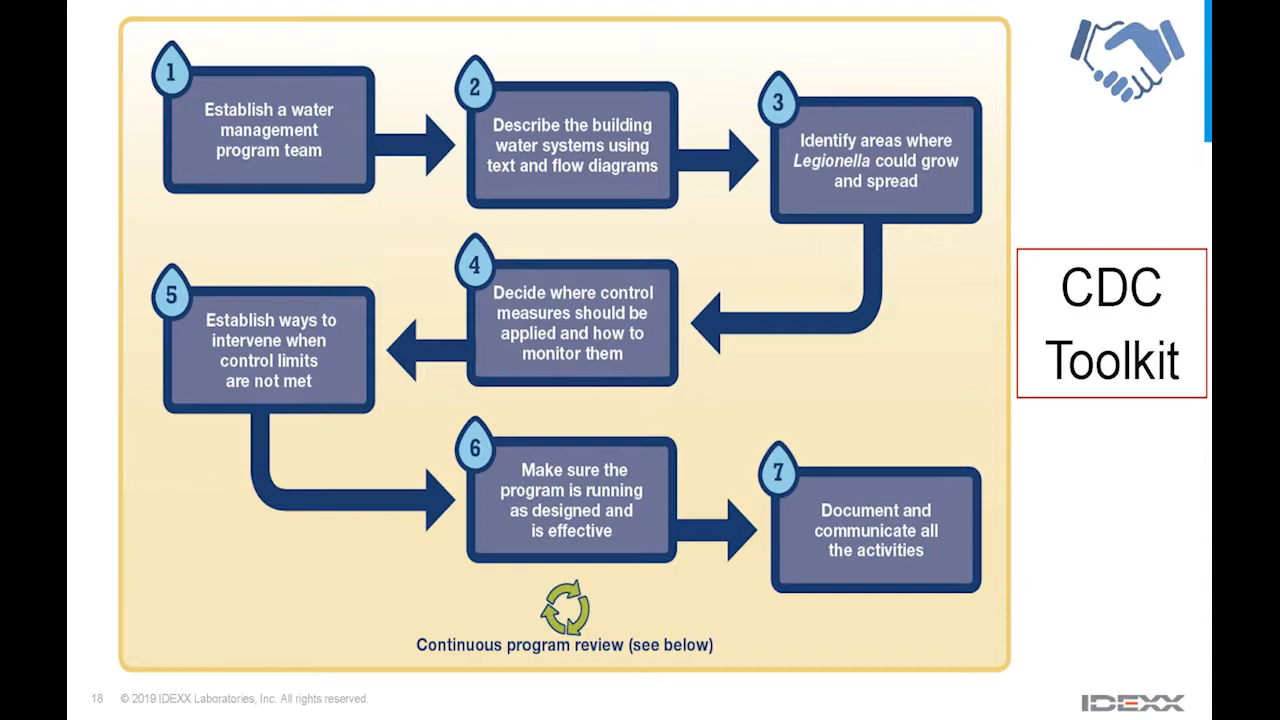 1
Establish a water
management
program team
2
Describe the building
water systems using
text and flow diagrams
3
Identify areas where
Legionella could grow
and spread
4
Decide where control
measures should be
applied and how to
monitor them
5
Establish ways to
intervene when
control limits
are not met
6
Make sure the
program is running
as designed and
is effective
7
Document and
communicate all
the activities
Continuous program review (see below)
CDC
Toolkit
18 © 2019 IDEXX Laboratories, Inc. All rights reserved.
IDEXX